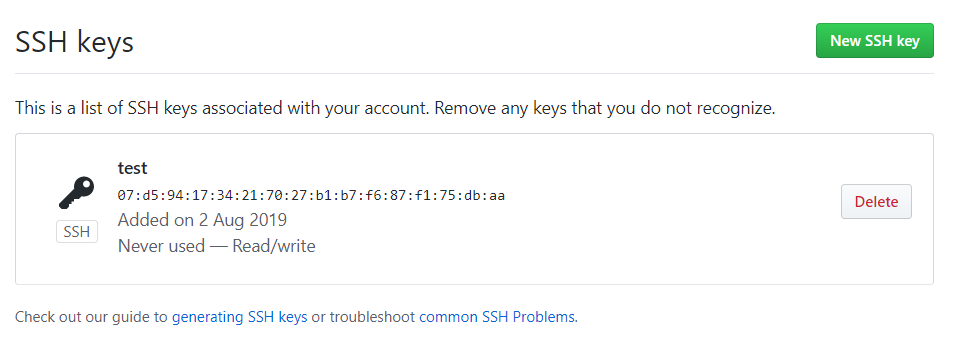 SSH keys
New SSH key
This is a list of SSH keys associated with your account. Remove any keys that you do not recognize.
test
07:d5:94:17:34:21:70:27:b1:b7:f6:87:f1:75:db:aa
Added on 2 Aug 2019
Never used — Read/write
SSH
Delete
Check out our guide to generating SSH keys or troubleshoot common SSH Problems.